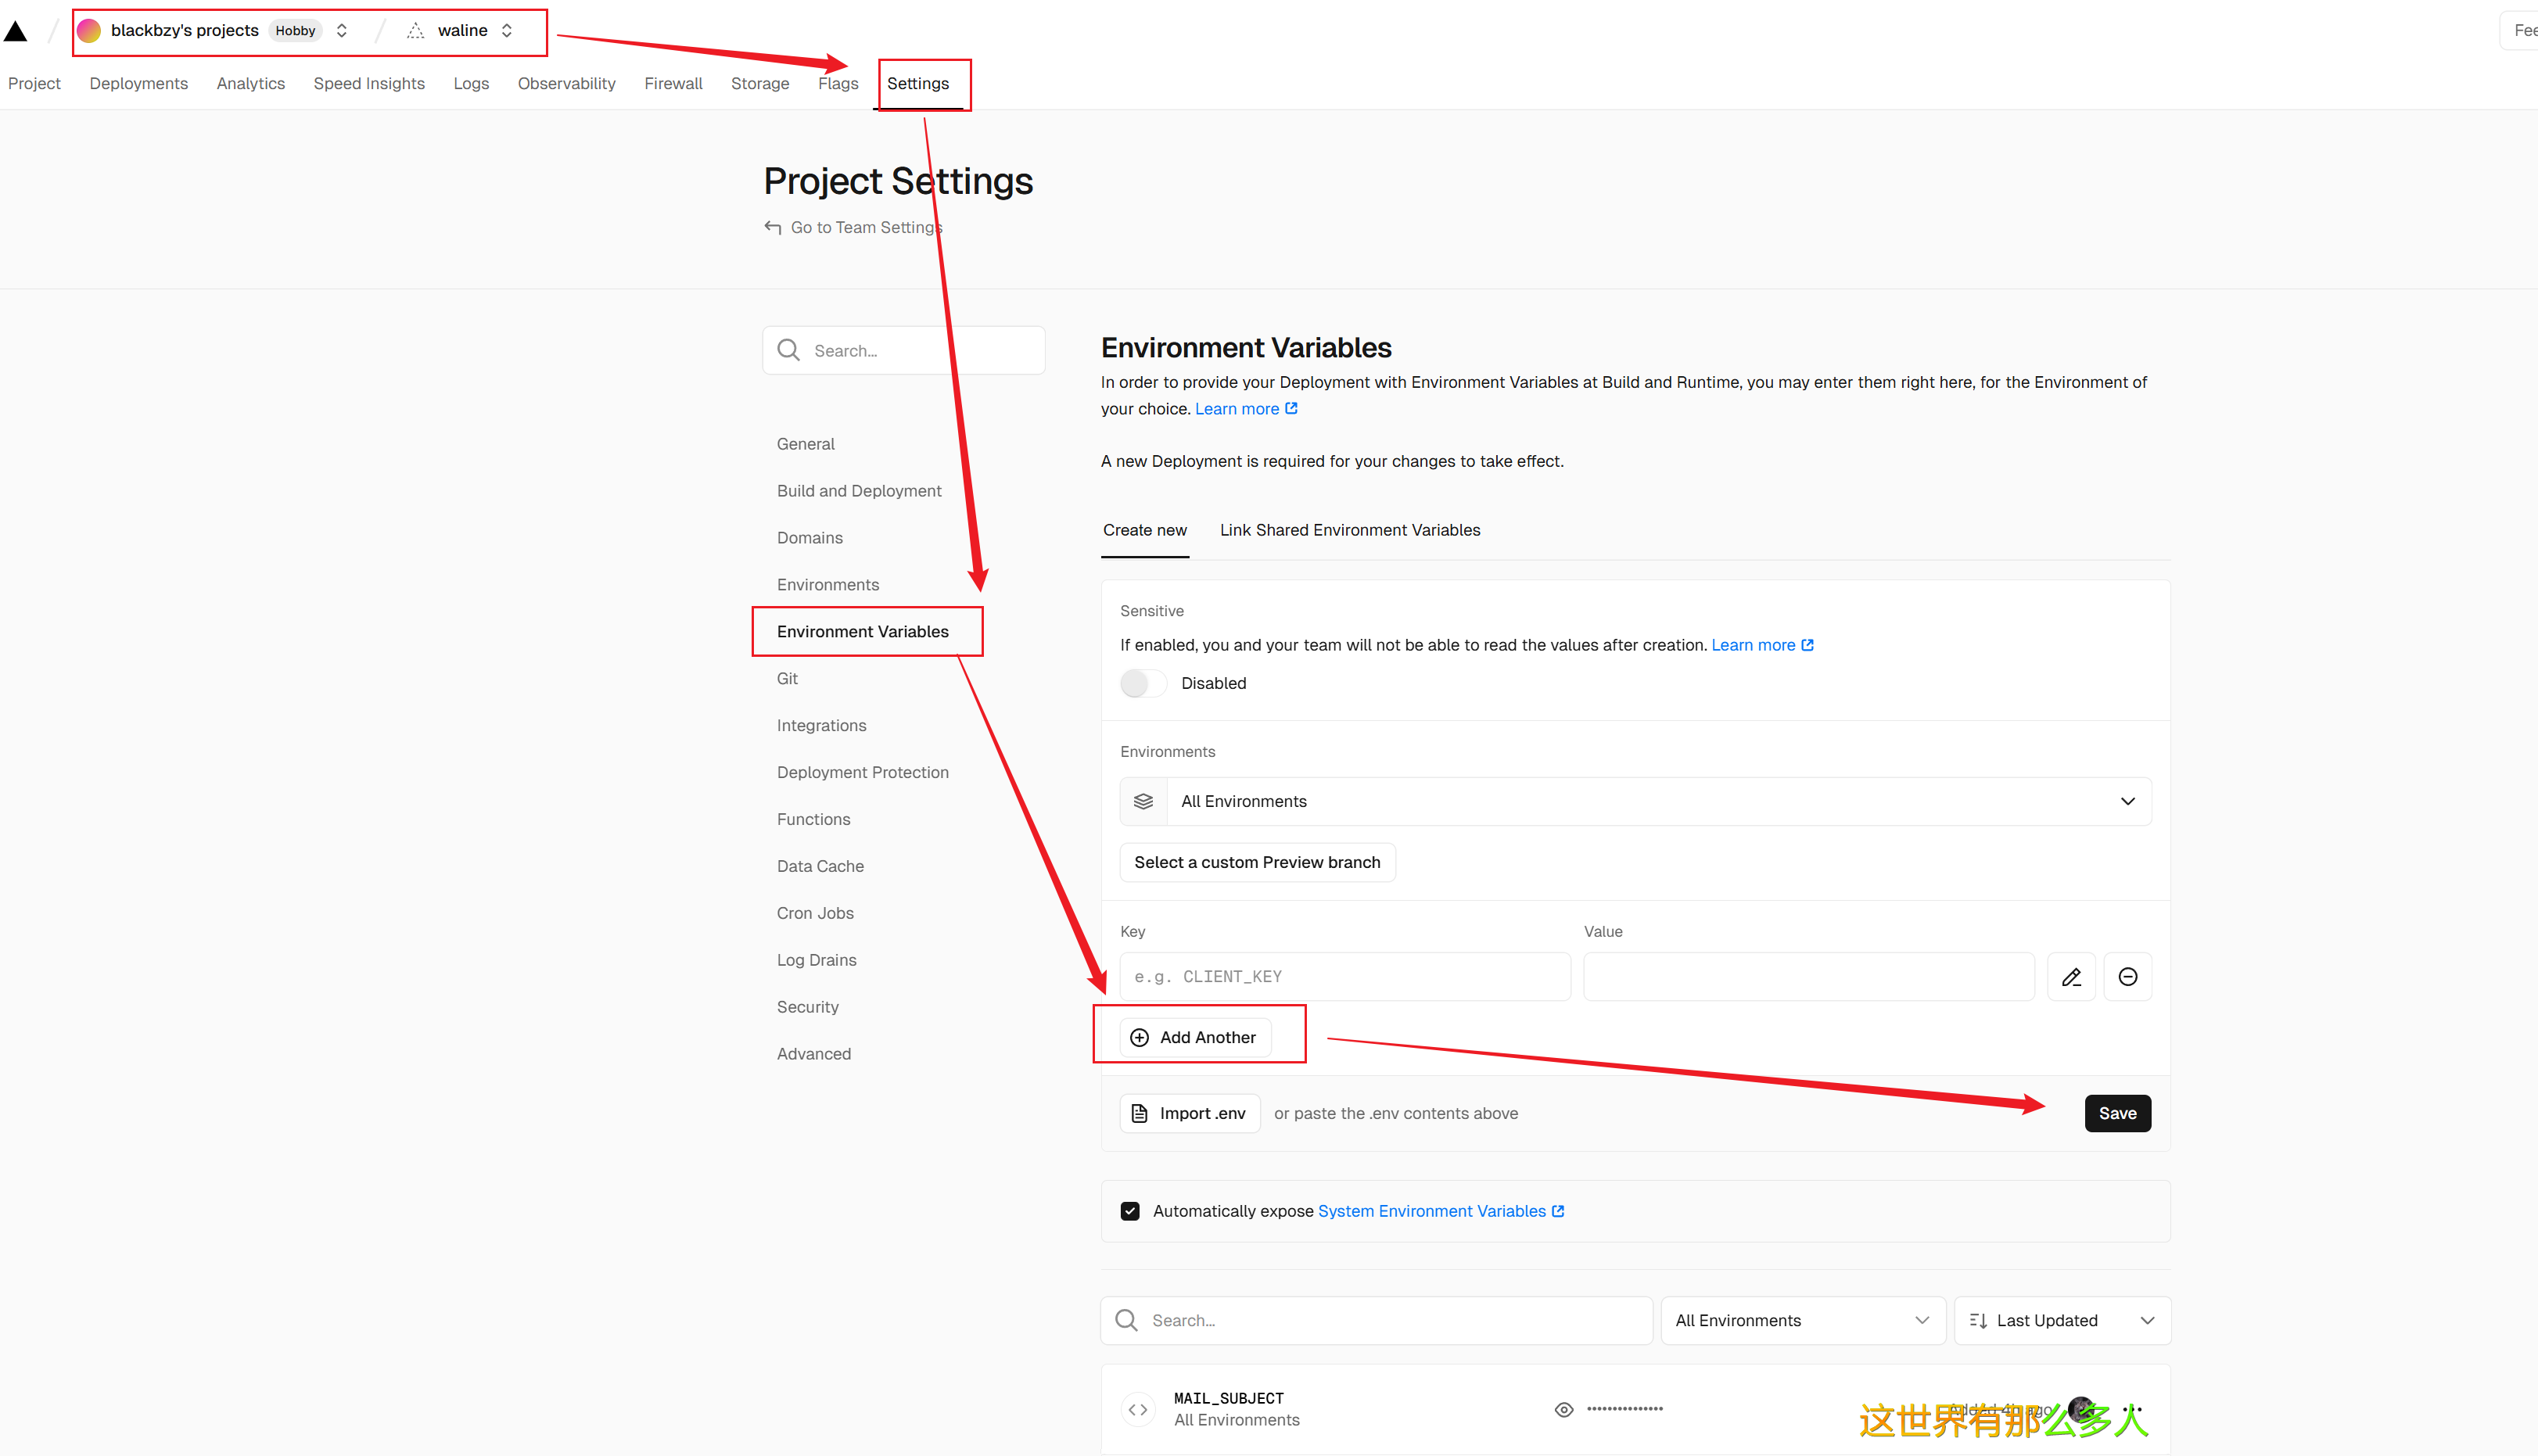 blackbzy's projects Hobby waline
Fee
Project Deployments Analytics Speed Insights Logs Observability Firewall Storage Flags Settings
Project Settings
Go to Team Settings
Search...
General
Build and Deployment
Domains
Environments
Environment Variables
Git
Integrations
Deployment Protection
Functions
Data Cache
Cron Jobs
Log Drains
Security
Advanced
Environment Variables
In order to provide your Deployment with Environment Variables at Build and Runtime, you may enter them right here, for the Environment of
your choice. Learn more
A new Deployment is required for your changes to take effect.
Create new Link Shared Environment Variables
Sensitive
If enabled, you and your team will not be able to read the values after creation. Learn more
Disabled
Environments
All Environments
Select a custom Preview branch
Key Value
e.g. CLIENT_KEY
Add Another
Import .env or paste the .env contents above Save
Automatically expose System Environment Variables
Search... All Environments Last Updated
MAIL_SUBJECT
All Environments
Added 4h ago
这世界有那么多人